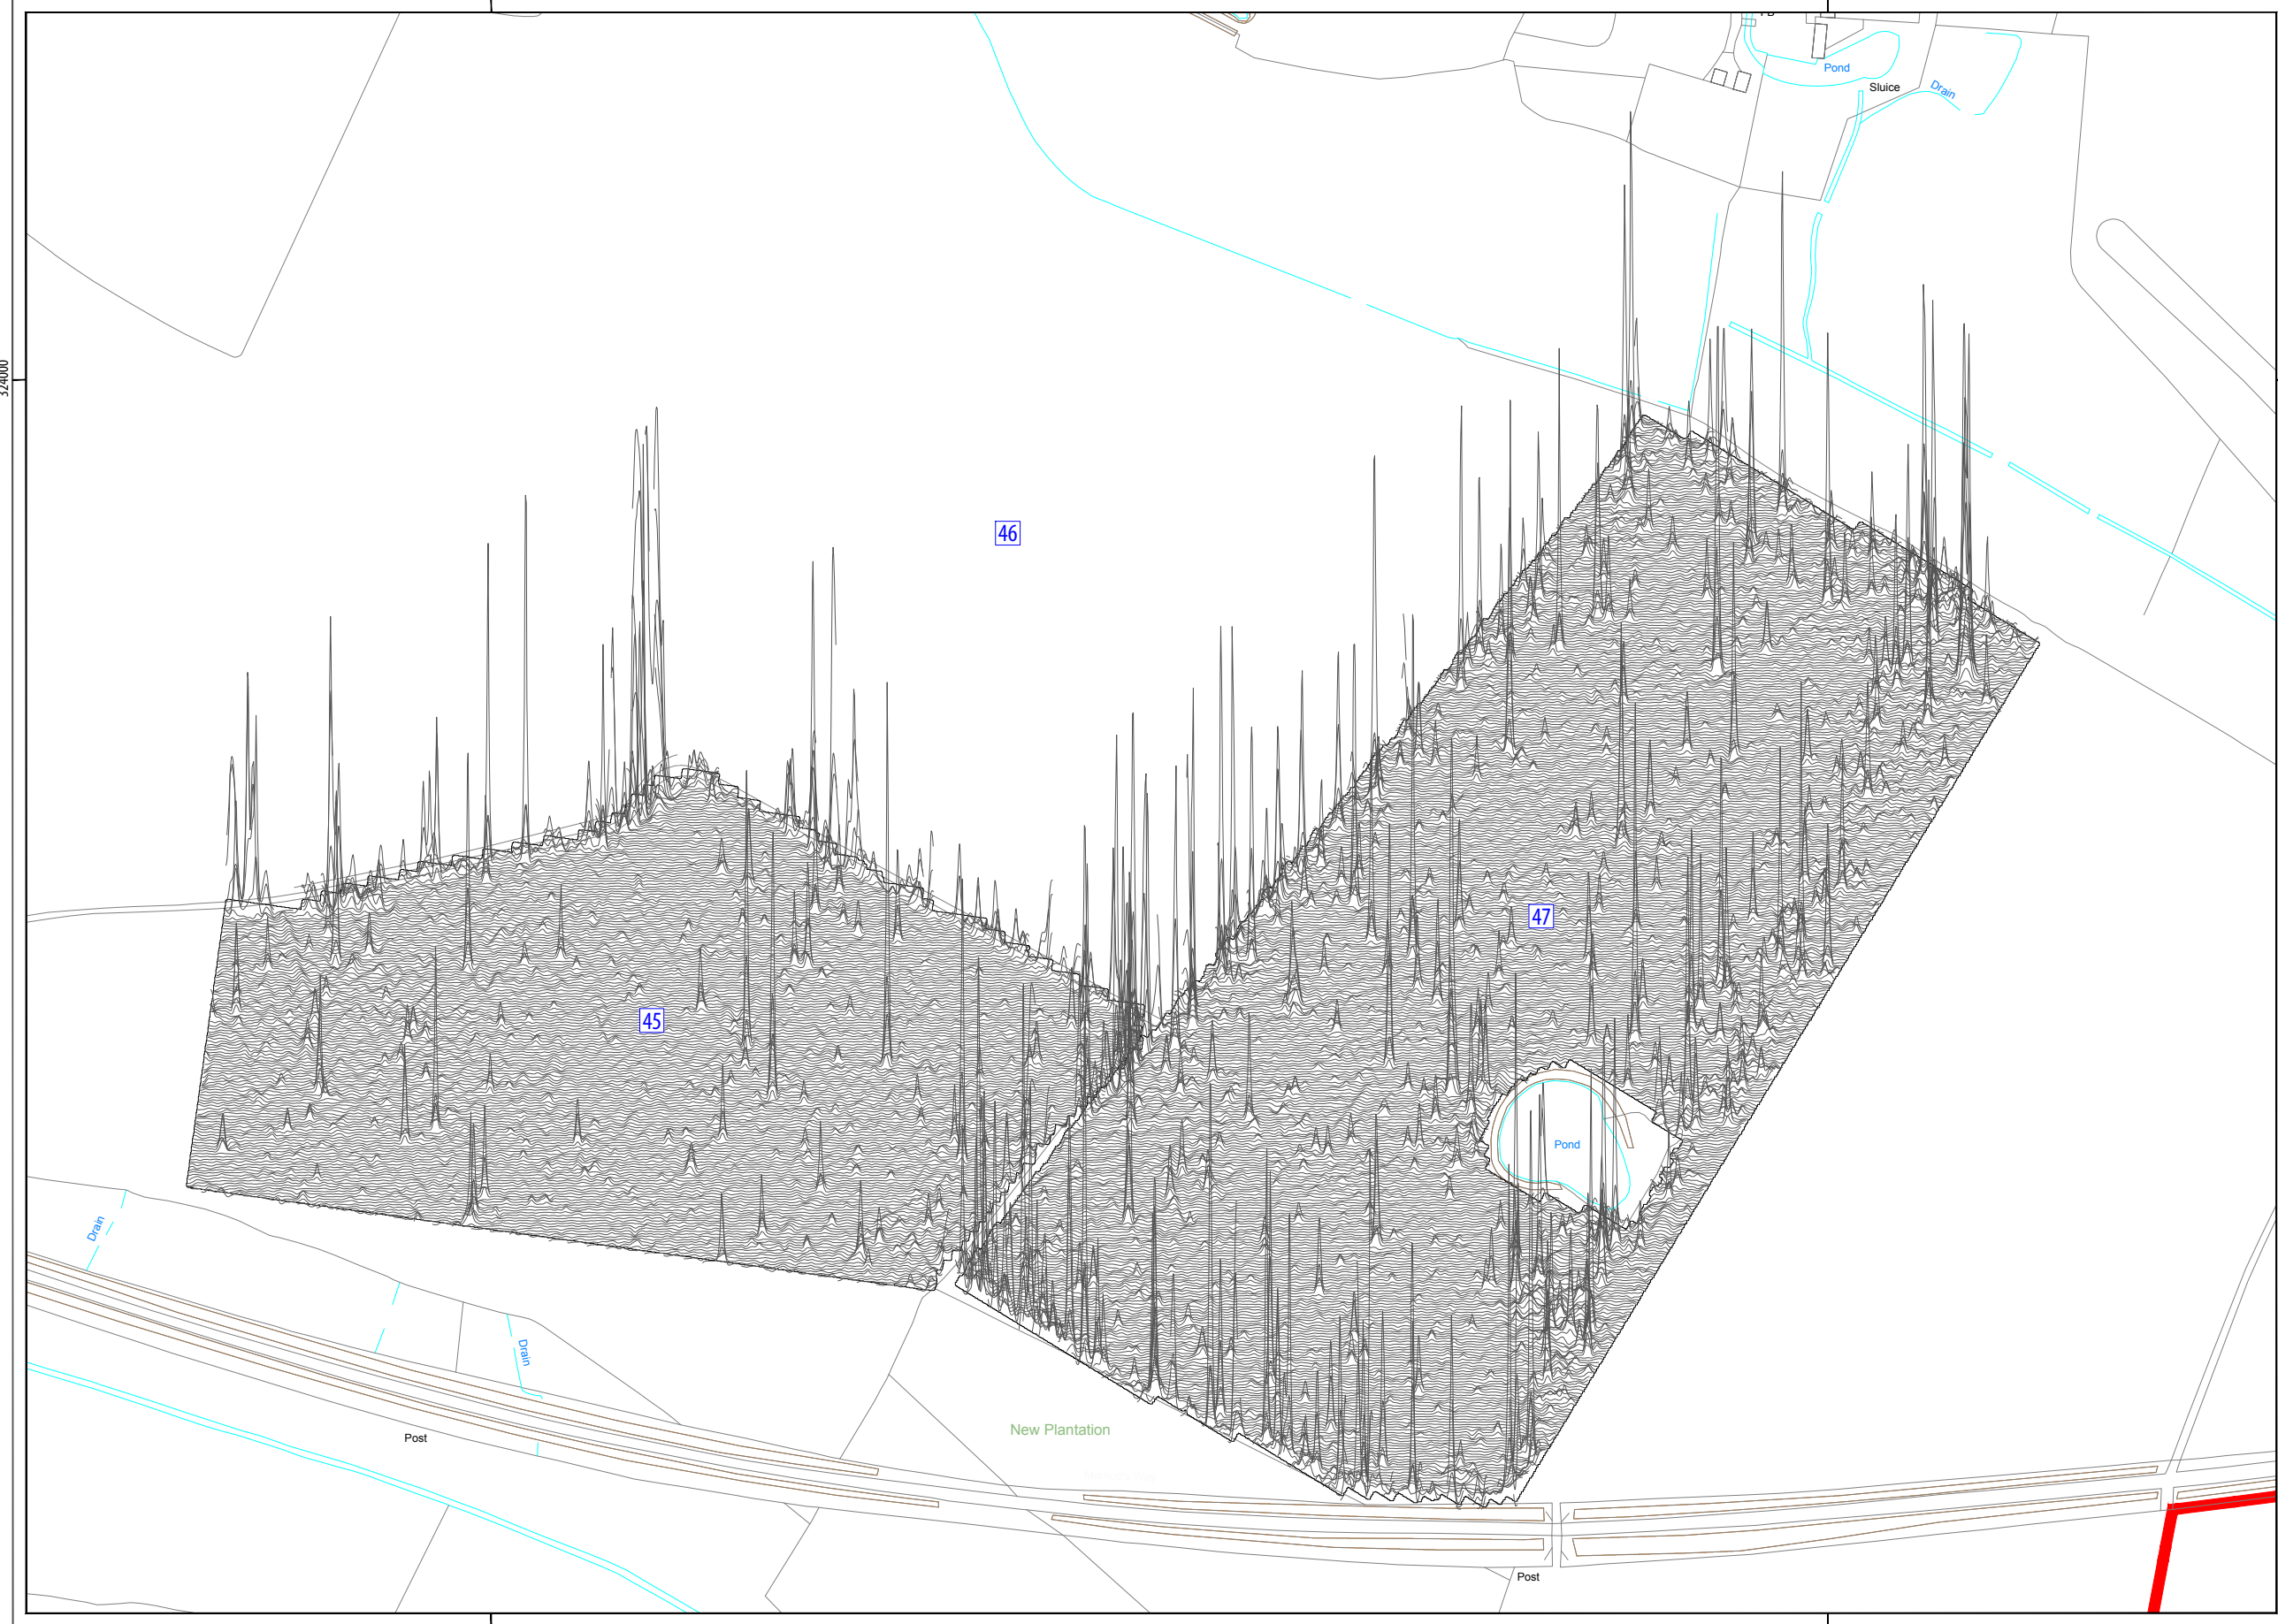 Pond
Sluice
Drain
324000
46
47
45
Pond
Drain
Drain
New Plantation
Post
Post